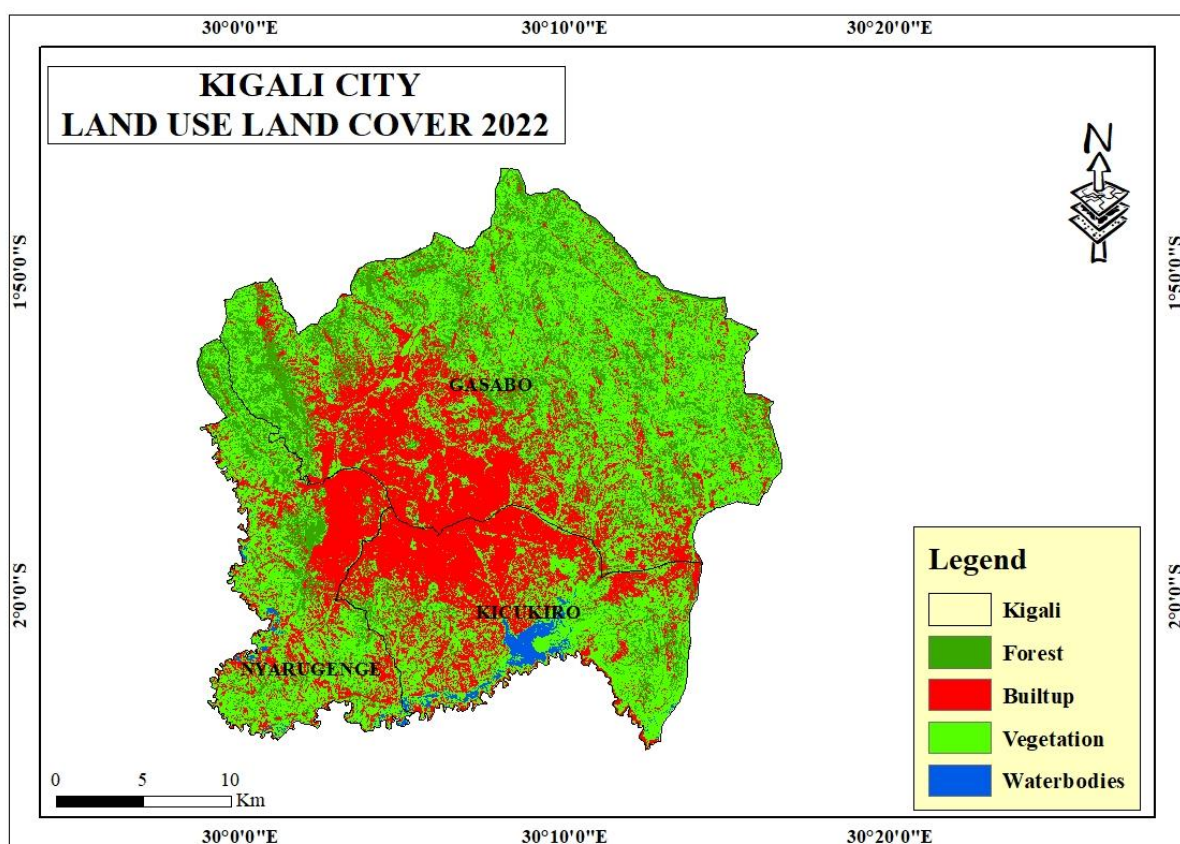 30°0'0"E
30°10'0"E
30°20'0"E
KIGALI CITY
LAND USE LAND COVER 2022
N
1°50'0"S
1°50'0"S
GASABO
2°0'0"S
2°0'0"S
KICUKIRO
NYARUGENGE
Legend
Kigali
Forest
Builtup
Vegetation
Waterbodies
0 5 10
Km
30°0'0"E
30°10'0"E
30°20'0"E